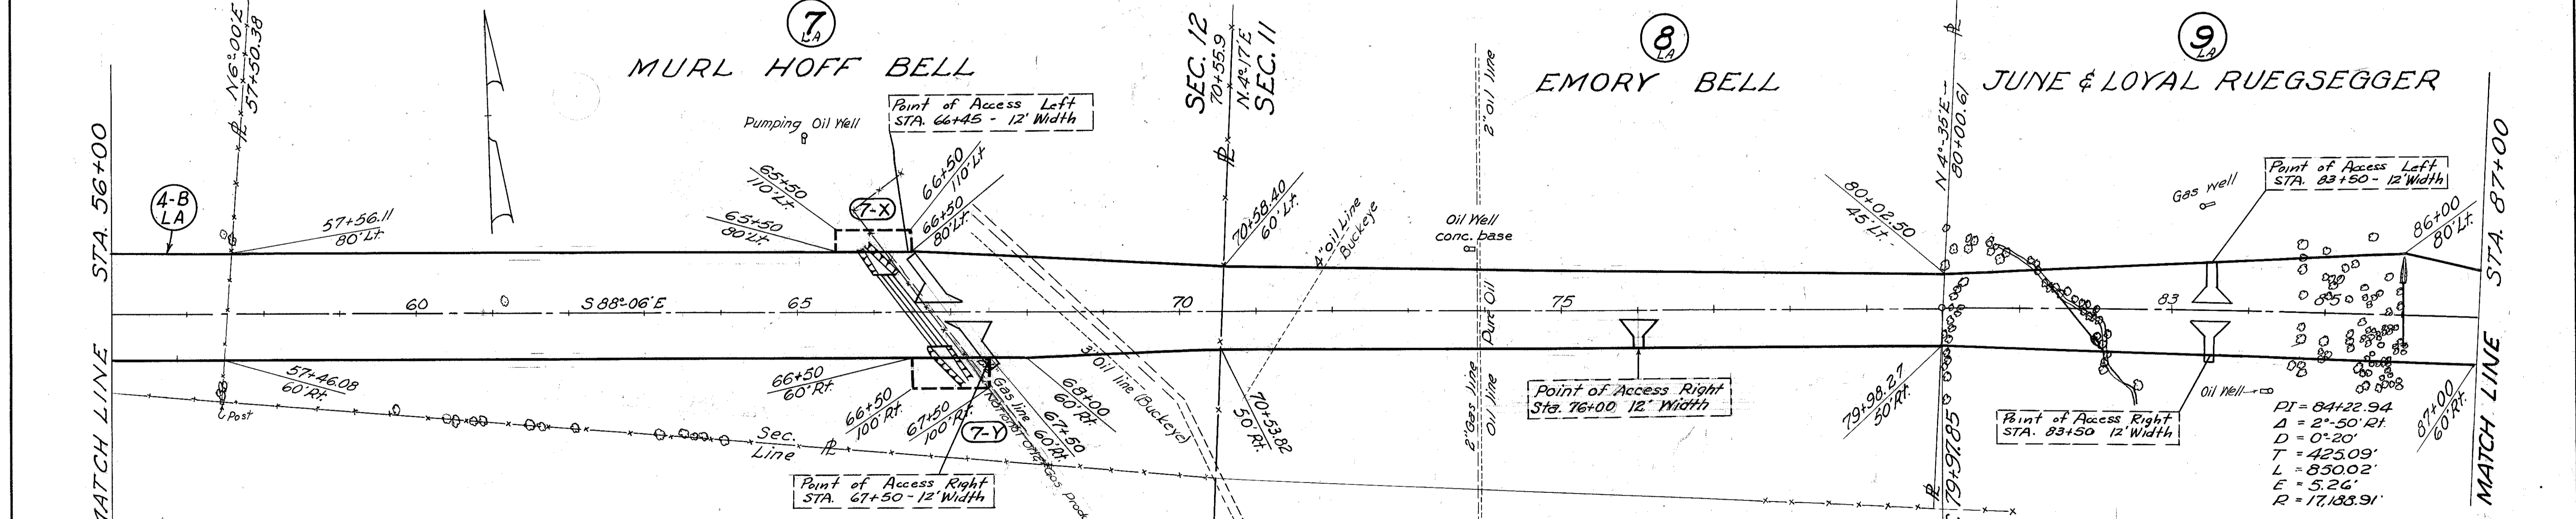 N 6°-00'E
57+50.38
7
LA
MURL HOFF BELL
SEC. 12
70+55.9
N.4°-17'E
SEC. 11
2" oil line
8
LA
EMORY BELL
N 4°-35'E
80+00.61
9
LA
JUNE & LOYAL RUEGSEGGER
STA. 56+00
MATCH LINE
4-B
LA
57+56.11
80' Lt.
Pumping Oil Well
Point of Access Left
STA. 66+45 - 12' Width
65+50
110' Lt.
65+50
80' Lt.
7-X
66+50
110' Lt
66+50
80' Lt.
70+58.40
60' Lt.
4" oil Line
Buckeye
Oil Well
conc. base
80+02.50
45' Lt.
Gas well
Point of Access Left
STA. 83+50 - 12' Width
86+00
80' Lt.
STA. 87+00
MATCH LINE
60
S 88°-06'E
65
70
75
83
85
Pure Oil
57+46.08
60' Rt.
Post
Sec.
Line
66+50
60' Rt.
66+50
100' Rt.
67+50
100' Rt.
7-Y
Gas line
67+50
60' Rt.
68+00
60' Rt.
3" Oil line (Buckeye)
70+53.82
50' Rt.
2" Gas line
Oil line
Point of Access Right
Sta. 76+00 12' Width
79+98.27
50' Rt.
79+97.85
Point of Access Right
STA. 83+50 12' Width
Oil Well
Point of Access Right
STA. 67+50 - 12' Width
PI = 84+22.94
Δ = 2°-50' Rt.
D = 0°-20'
T = 425.09'
L = 850.02'
E = 5.26'
R = 17,188.91'
87+00
60' Rt.